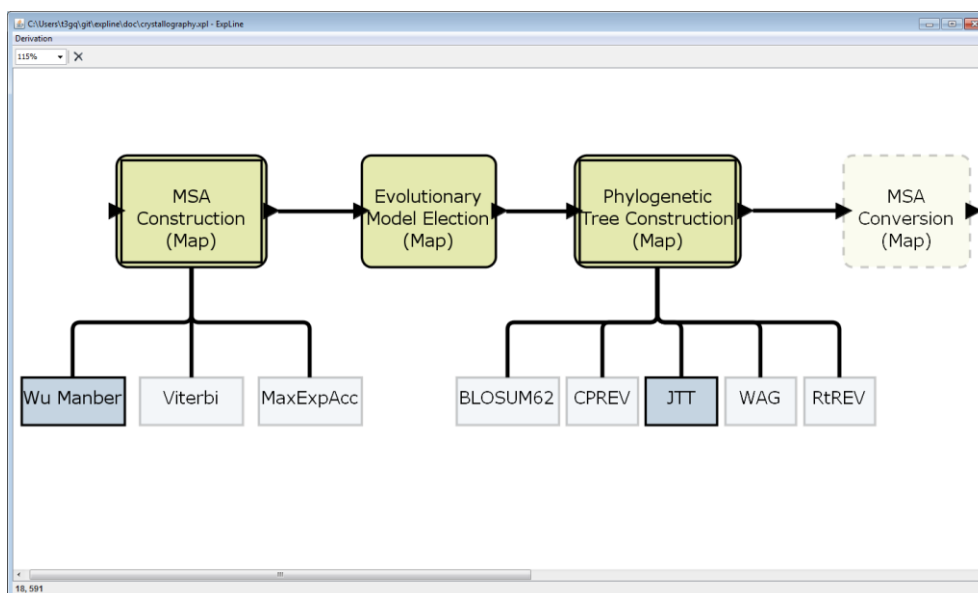 C:\Users\t3gq\git\expline\doc\crystallography.xpl - ExpLine
Derivation
115%
MSA
Construction
(Map)
Evolutionary
Model Election
(Map)
Phylogenetic
Tree Construction
(Map)
MSA
Conversion
(Map)
Wu Manber
Viterbi
MaxExpAcc
BLOSUM62
CPREV
JTT
WAG
RtREV
18, 591